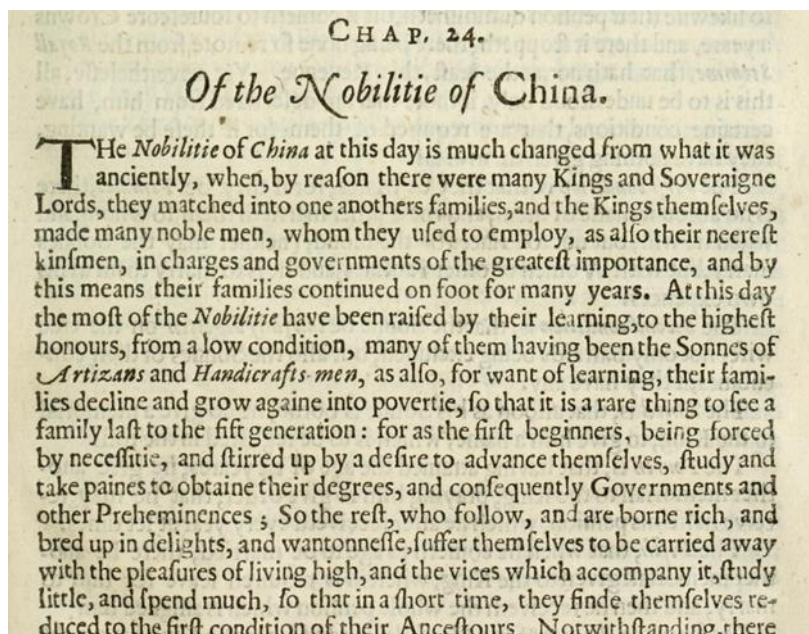 CHAP. 24.
Of the Nobilitie of China.
THe Nobilitie of China at this day is much changed from what it was
anciently, when, by reaſon there were many Kings and Soveraigne
Lords, they matched into one anothers families, and the Kings themſelves,
made many noble men, whom they uſed to employ, as alſo their neereſt
kinſmen, in charges and governments of the greateſt importance, and by
this means their families continued on foot for many years. At this day
the moſt of the Nobilitie have been raiſed by their learning, to the higheſt
honours, from a low condition, many of them having been the Sonnes of
Artizans and Handicrafts-men, as alſo, for want of learning, their fami-
lies decline and grow againe into povertie, ſo that it is a rare thing to ſee a
family laſt to the fift generation : for as the firſt beginners, being forced
by neceſſitie, and ſtirred up by a deſire to advance themſelves, ſtudy and
take paines to obtaine their degrees, and conſequently Governments and
other Preheminences ; So the reſt, who follow, and are borne rich, and
bred up in delights, and wantonneſſe, ſuffer themſelves to be carried away
with the pleaſures of living high, and the vices which accompany it, ſtudy
little, and ſpend much, ſo that in a ſhort time, they finde themſelves re-
duced to the firſt condition of their Anceſtours. Notwithſtanding, there